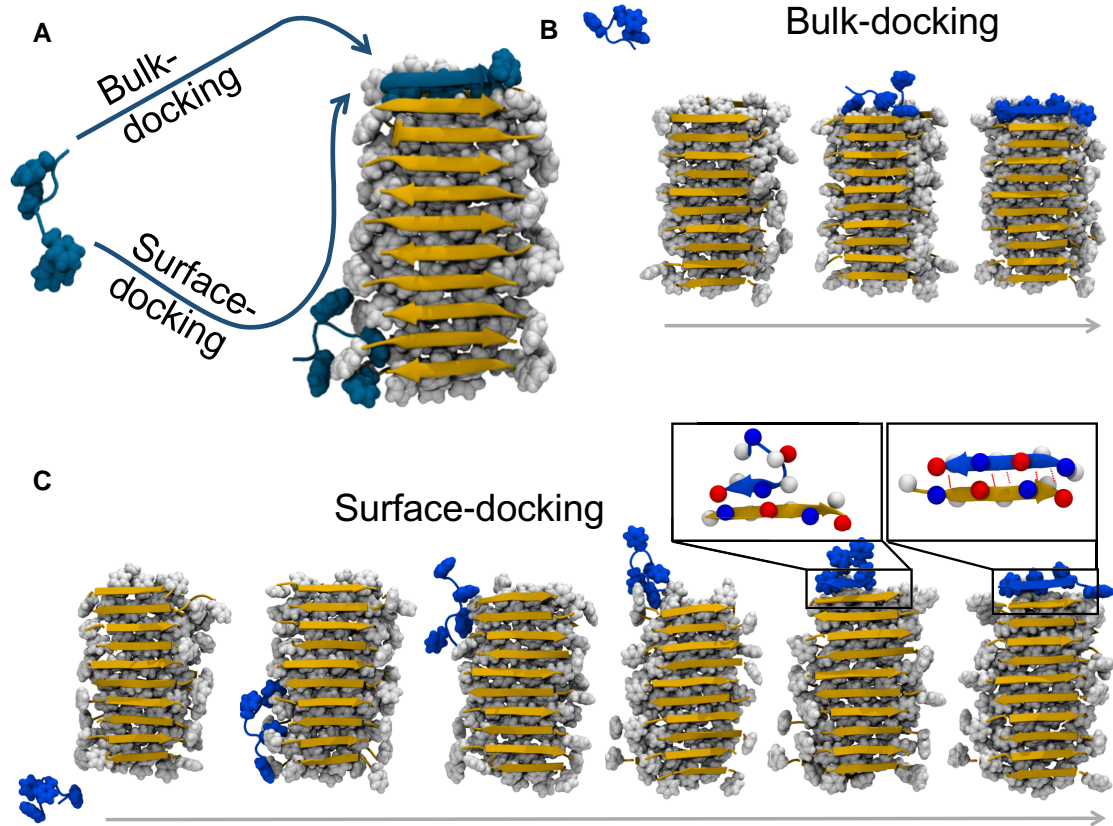 A
Bulk-
docking
Surface-
docking
B
Bulk-docking
C
Surface-docking